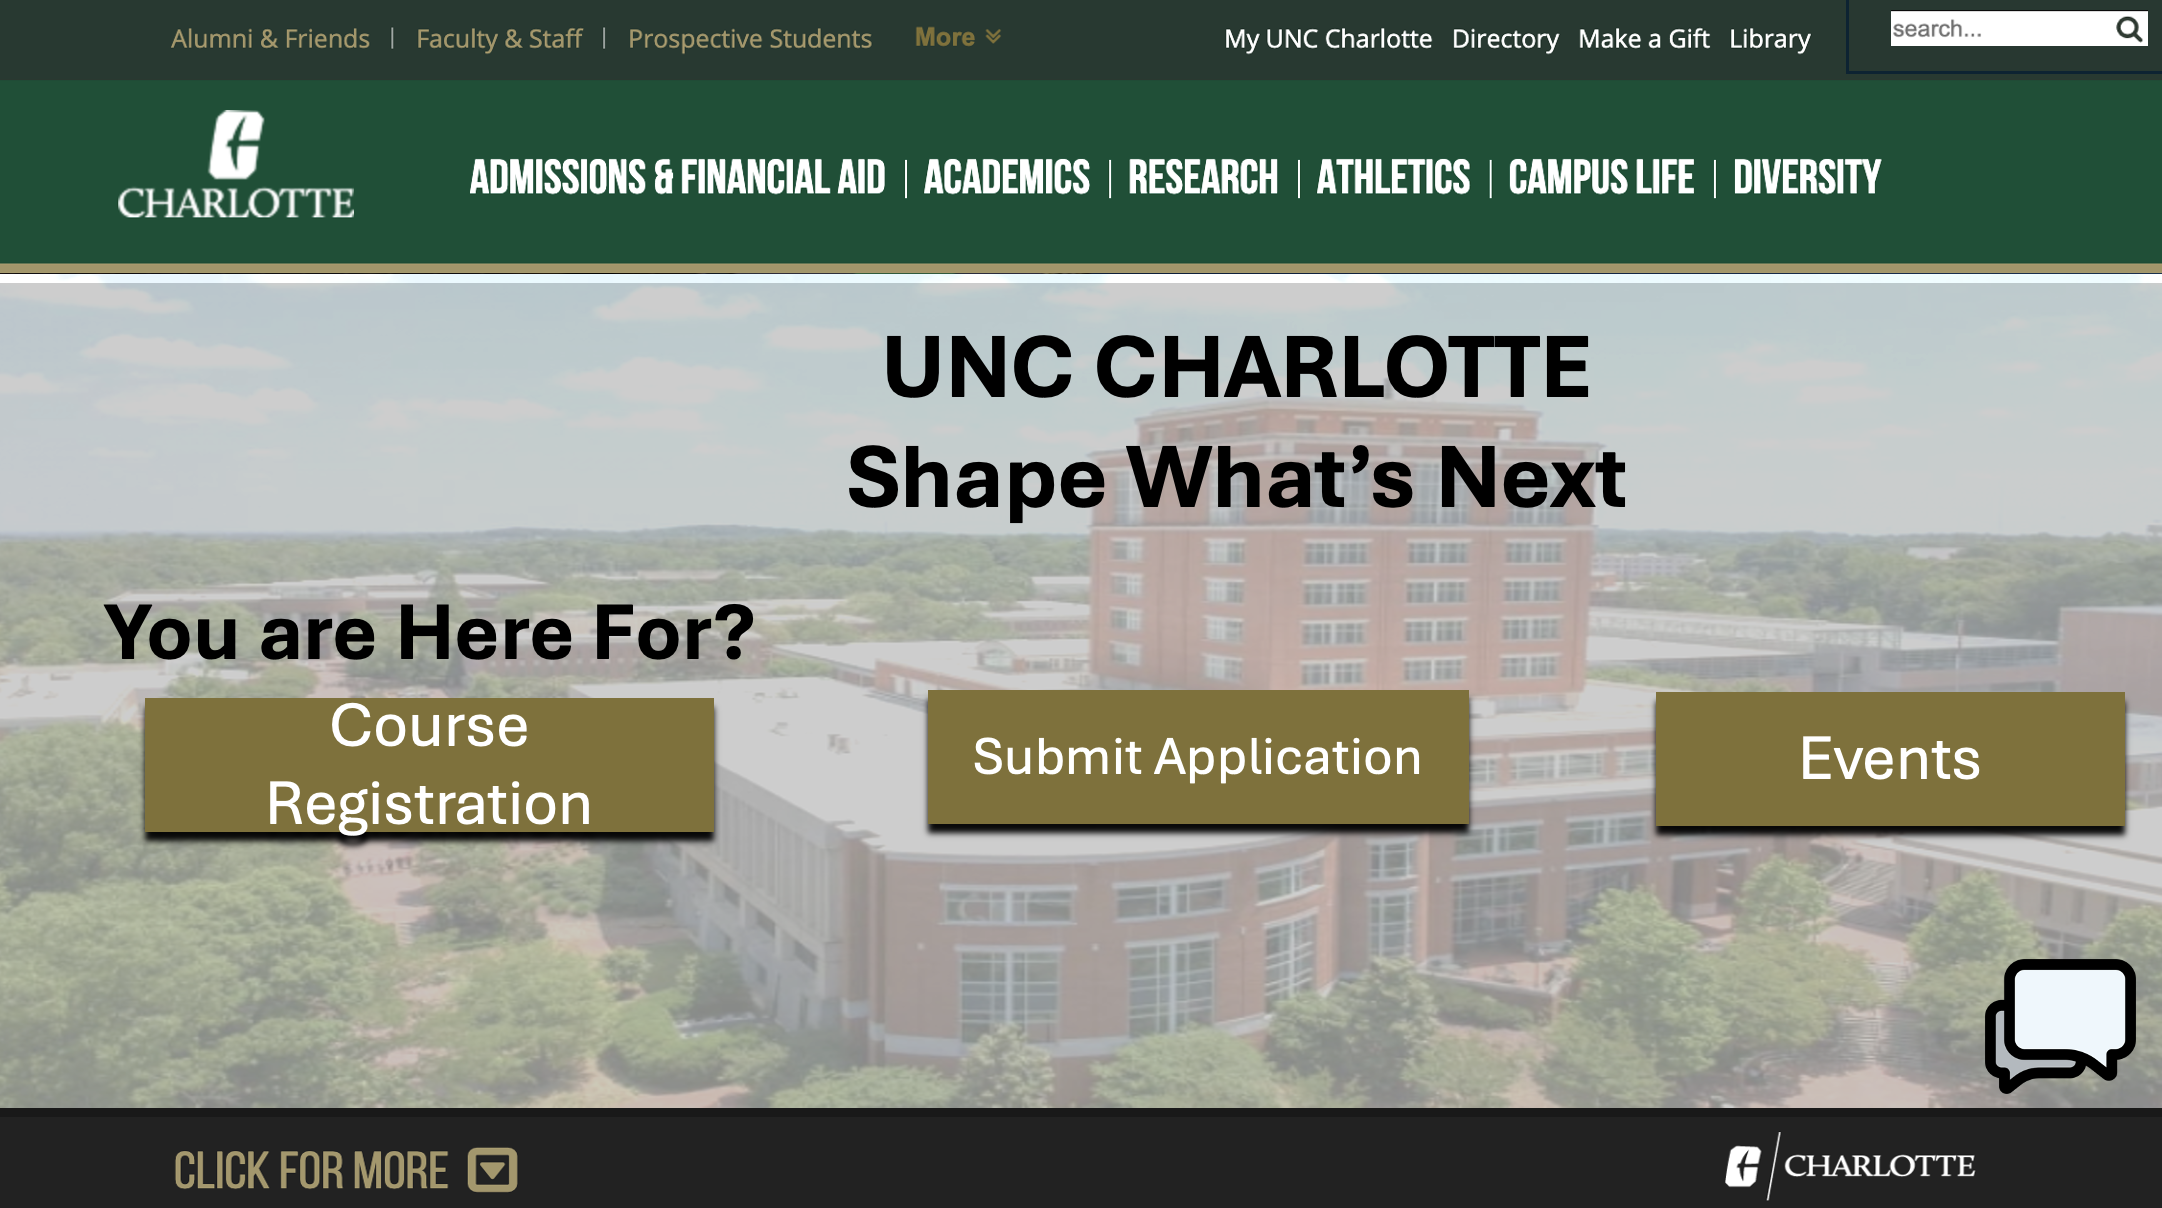 Alumni & Friends | Faculty & Staff | Prospective Students More
My UNC Charlotte Directory Make a Gift Library
search...
CHARLOTTE
ADMISSIONS & FINANCIAL AID | ACADEMICS | RESEARCH | ATHLETICS | CAMPUS LIFE | DIVERSITY
UNC CHARLOTTE
Shape What’s Next
You are Here For?
Course
Registration
Submit Application
Events
CLICK FOR MORE
CHARLOTTE